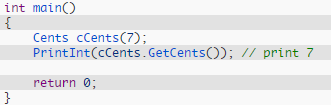 int main()
{
    Cents cCents(7);
    PrintInt(cCents.GetCents()); // print 7

    return 0;
}